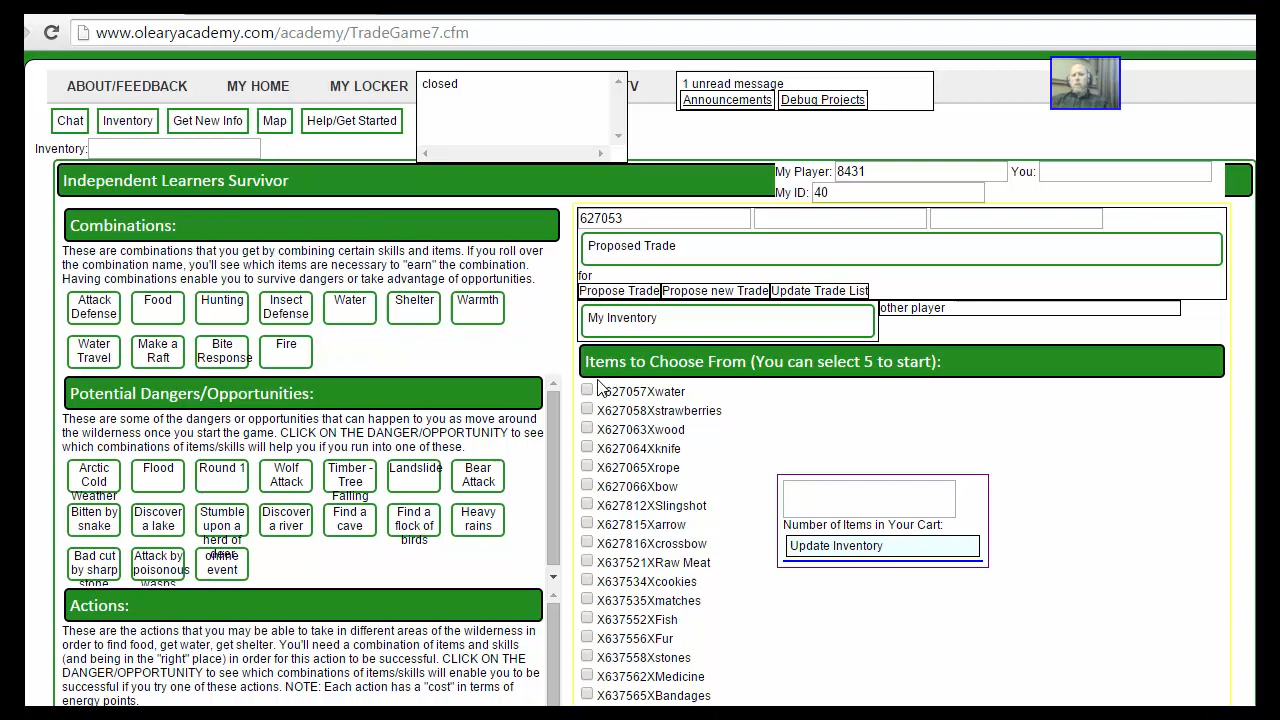 www.olearyacademy.com/academy/TradeGame7.cfm
ABOUT/FEEDBACK MY HOME MY LOCKER
closed
TV
1 unread message
Announcements Debug Projects
Chat Inventory Get New Info Map Help/Get Started
Inventory:
Independent Learners Survivor
My Player: 8431 You:
My ID: 40
Combinations:
These are combinations that you get by combining certain skills and items. If you roll over
the combination name, you'll see which items are necessary to "earn" the combination.
Having combinations enable you to survive dangers or take advantage of opportunities.
Attack Defense
Food
Hunting
Insect Defense
Water
Shelter
Warmth
Water Travel
Make a Raft
Bite Response
Fire
Potential Dangers/Opportunities:
These are some of the dangers or opportunities that can happen to you as move around
the wilderness once you start the game. CLICK ON THE DANGER/OPPORTUNITY to see
which combinations of items/skills will help you if you run into one of these.
Arctic Cold Weather
Flood
Round 1
Wolf Attack
Timber - Tree Falling
Landslide
Bear Attack
Bitten by snake
Discover a lake
Stumble upon a herd of deer
Discover a river
Find a cave
Find a flock of birds
Heavy rains
Bad cut by sharp stone
Attack by poisonous wasps
online event
Actions:
These are the actions that you may be able to take in different areas of the wilderness in
order to find food, get water, get shelter. You'll need a combination of items and skills
(and being in the "right" place) in order for this action to be successful. CLICK ON THE
DANGER/OPPORTUNITY to see which combinations of items/skills will enable you to be
successful if you try one of these actions. NOTE: Each action has a "cost" in terms of
energy points.
627053
Proposed Trade
for
Propose Trade Propose new Trade Update Trade List
My Inventory
other player
Items to Choose From (You can select 5 to start):
X627057Xwater
X627058Xstrawberries
X627063Xwood
X627064Xknife
X627065Xrope
X627066Xbow
X627812XSlingshot
X627815Xarrow
X627816Xcrossbow
X637521XRaw Meat
X637534Xcookies
X637535Xmatches
X637552XFish
X637556XFur
X637558Xstones
X637562XMedicine
X637565XBandages
Number of Items in Your Cart:
Update Inventory